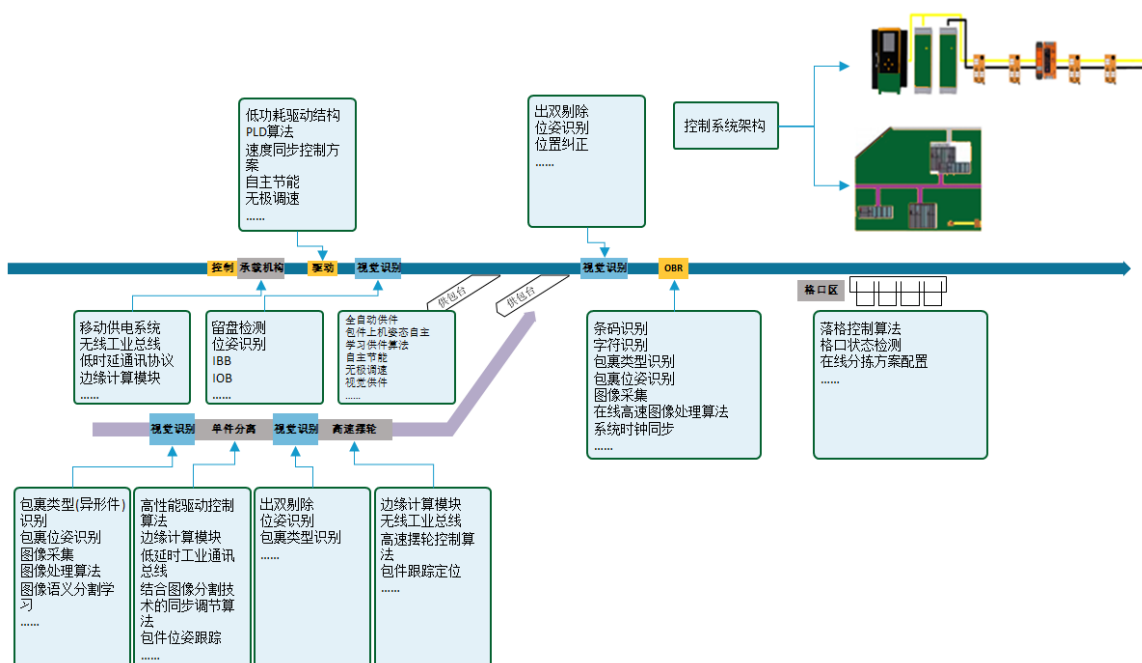 低功耗驱动结构
PLD算法
速度同步控制方
案
自主节能
无极调速
……
出双剔除
位姿识别
位置纠正
……
控制系统架构
控制
承载机构
驱动
视觉识别
视觉识别
OBR
供包台
供包台
格口区
移动供电系统
无线工业总线
低时延通讯协议
边缘计算模块
……
留盘检测
位姿识别
IBB
IOB
……
全自动供件
包件上机姿态自主
学习供件算法
自主节能
无极调速
视觉供件
……
条码识别
字符识别
包裹类型识别
包裹位姿识别
图像采集
在线高速图像处理算法
系统时钟同步
……
落格控制算法
格口状态检测
在线分拣方案配置
……
视觉识别
单件分离
视觉识别
高速摆轮
包裹类型(异形件)
识别
包裹位姿识别
图像采集
图像处理算法
图像语义分割学
习
……
高性能驱动控制
算法
边缘计算模块
低延时工业通讯
总线
结合图像分割技
术的同步调节算
法
包件位姿跟踪
……
出双剔除
位姿识别
包裹类型识别
……
边缘计算模块
无线工业总线
高速摆轮控制算
法
包件跟踪定位
……